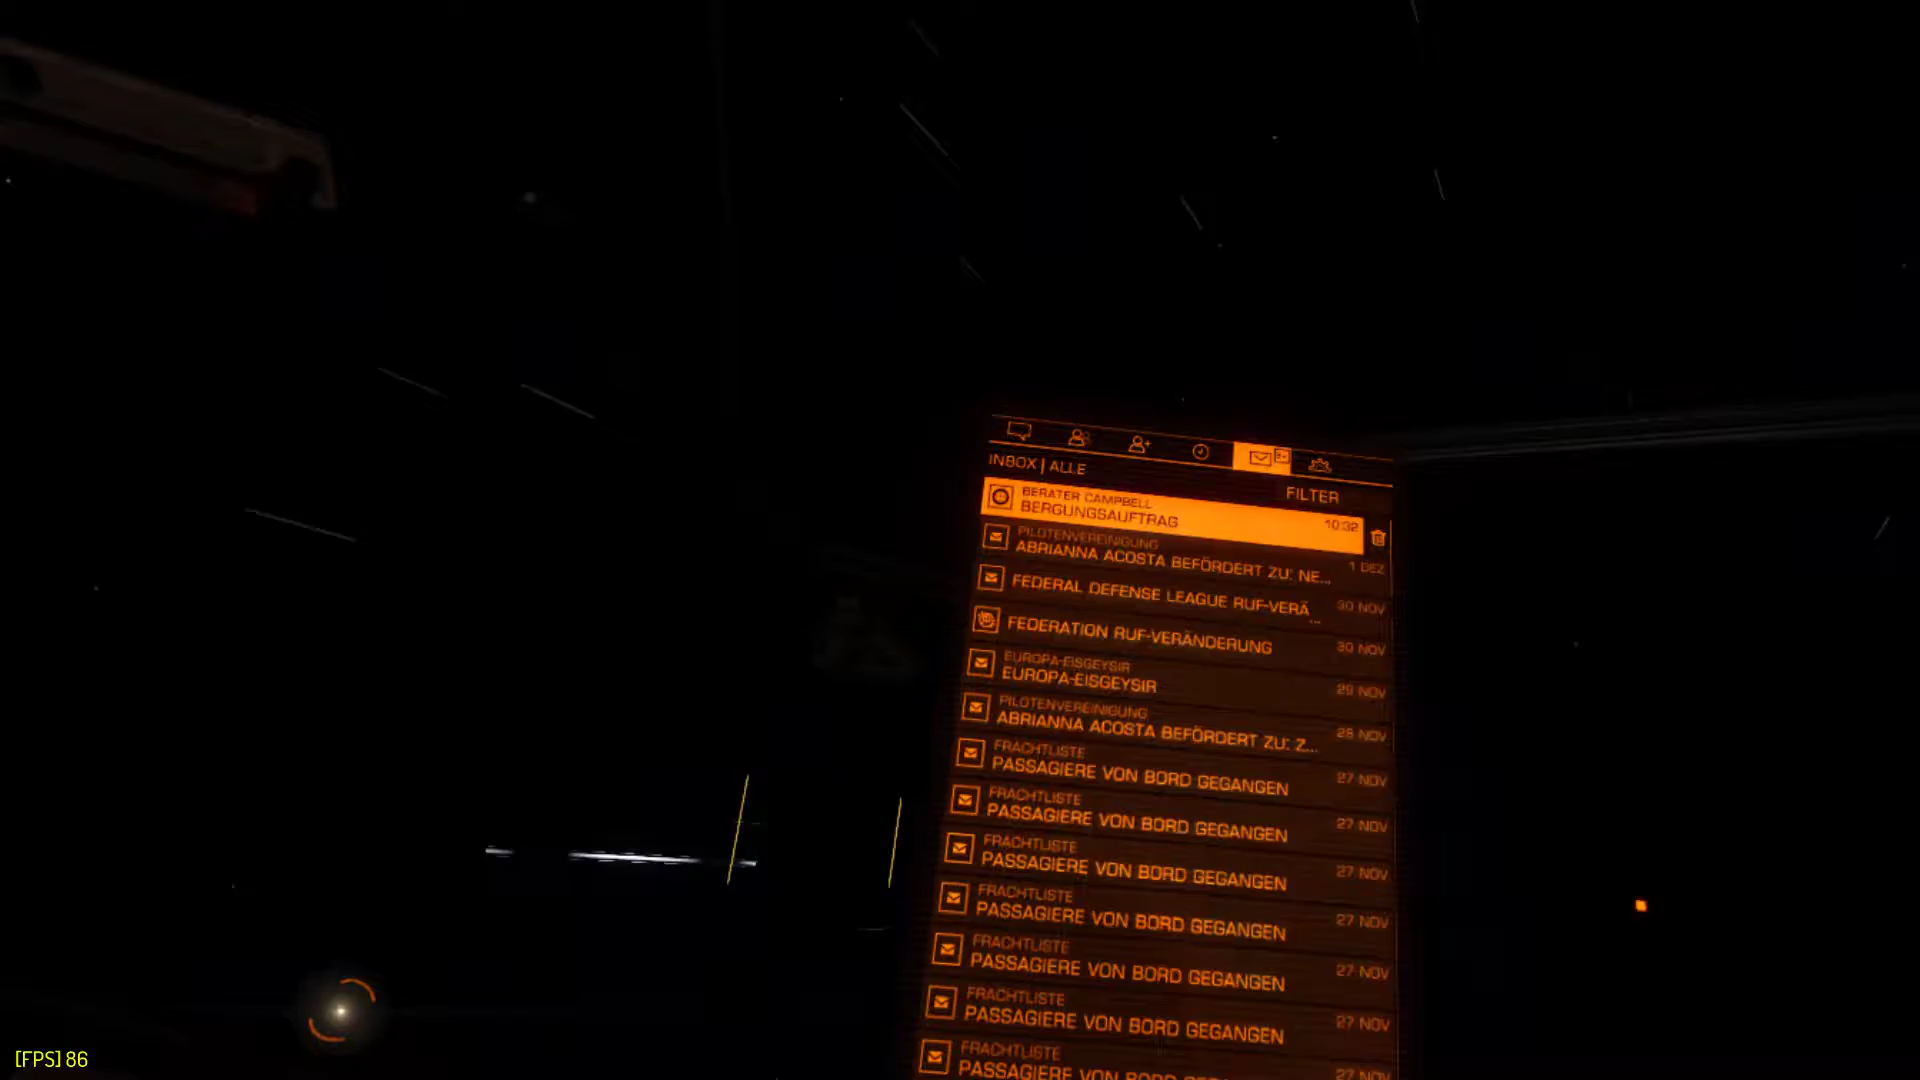 INBOX | ALLE
FILTER
BERATER CAMPBELL
BERGUNGSAUFTRAG
10:32
PILOTENVEREINIGUNG
ABRIANNA ACOSTA BEFÖRDERT ZU: NE...
1 DEZ
FEDERAL DEFENSE LEAGUE RUF-VERÄ
...
30 NOV
FEDERATION RUF-VERÄNDERUNG
30 NOV
EUROPA-EISGEYSIR
EUROPA-EISGEYSIR
29 NOV
PILOTENVEREINIGUNG
ABRIANNA ACOSTA BEFÖRDERT ZU: Z...
28 NOV
FRACHTLISTE
PASSAGIERE VON BORD GEGANGEN
27 NOV
FRACHTLISTE
PASSAGIERE VON BORD GEGANGEN
27 NOV
FRACHTLISTE
PASSAGIERE VON BORD GEGANGEN
27 NOV
FRACHTLISTE
PASSAGIERE VON BORD GEGANGEN
27 NOV
FRACHTLISTE
PASSAGIERE VON BORD GEGANGEN
27 NOV
FRACHTLISTE
PASSAGIERE VON BORD GEGANGEN
27 NOV
FRACHTLISTE
PASSAGIERE VON BORD GEGANGEN
27 NOV
[FPS] 86